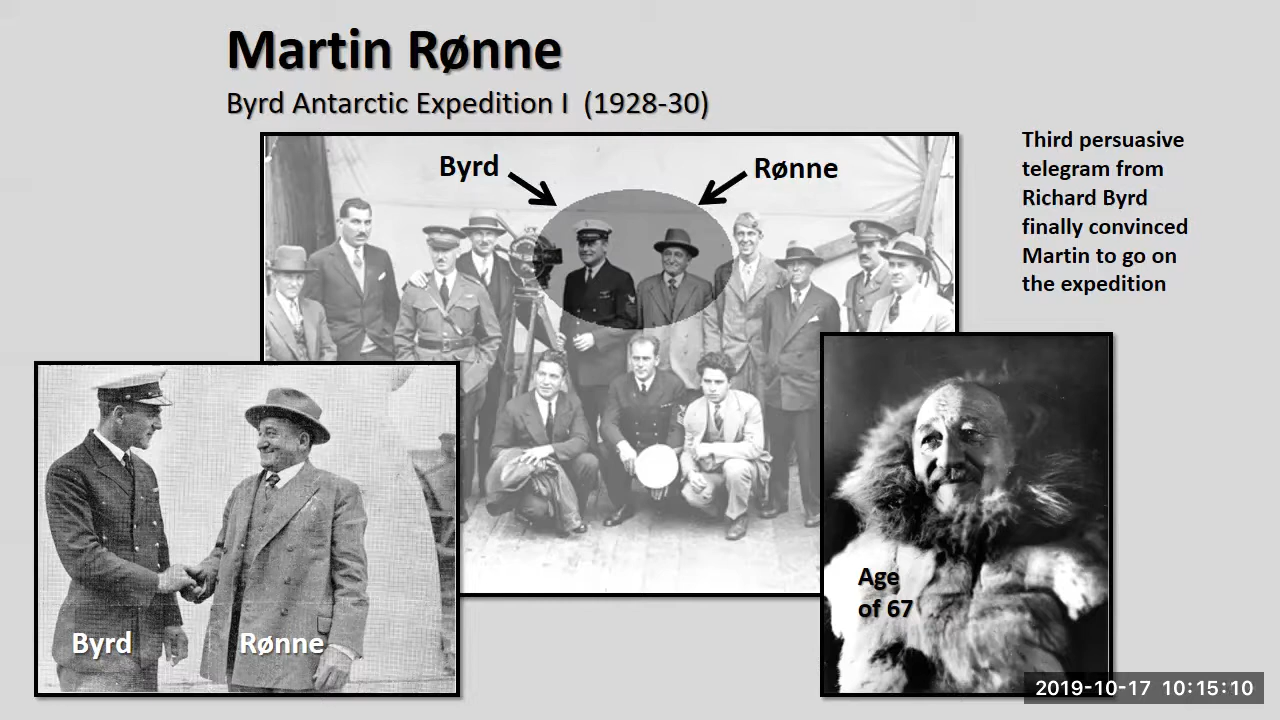 Martin Rønne
Byrd Antarctic Expedition I (1928-30)
Byrd
Rønne
Third persuasive
telegram from
Richard Byrd
finally convinced
Martin to go on
the expedition
Byrd
Rønne
Age
of 67
2019-10-17 10:15:10